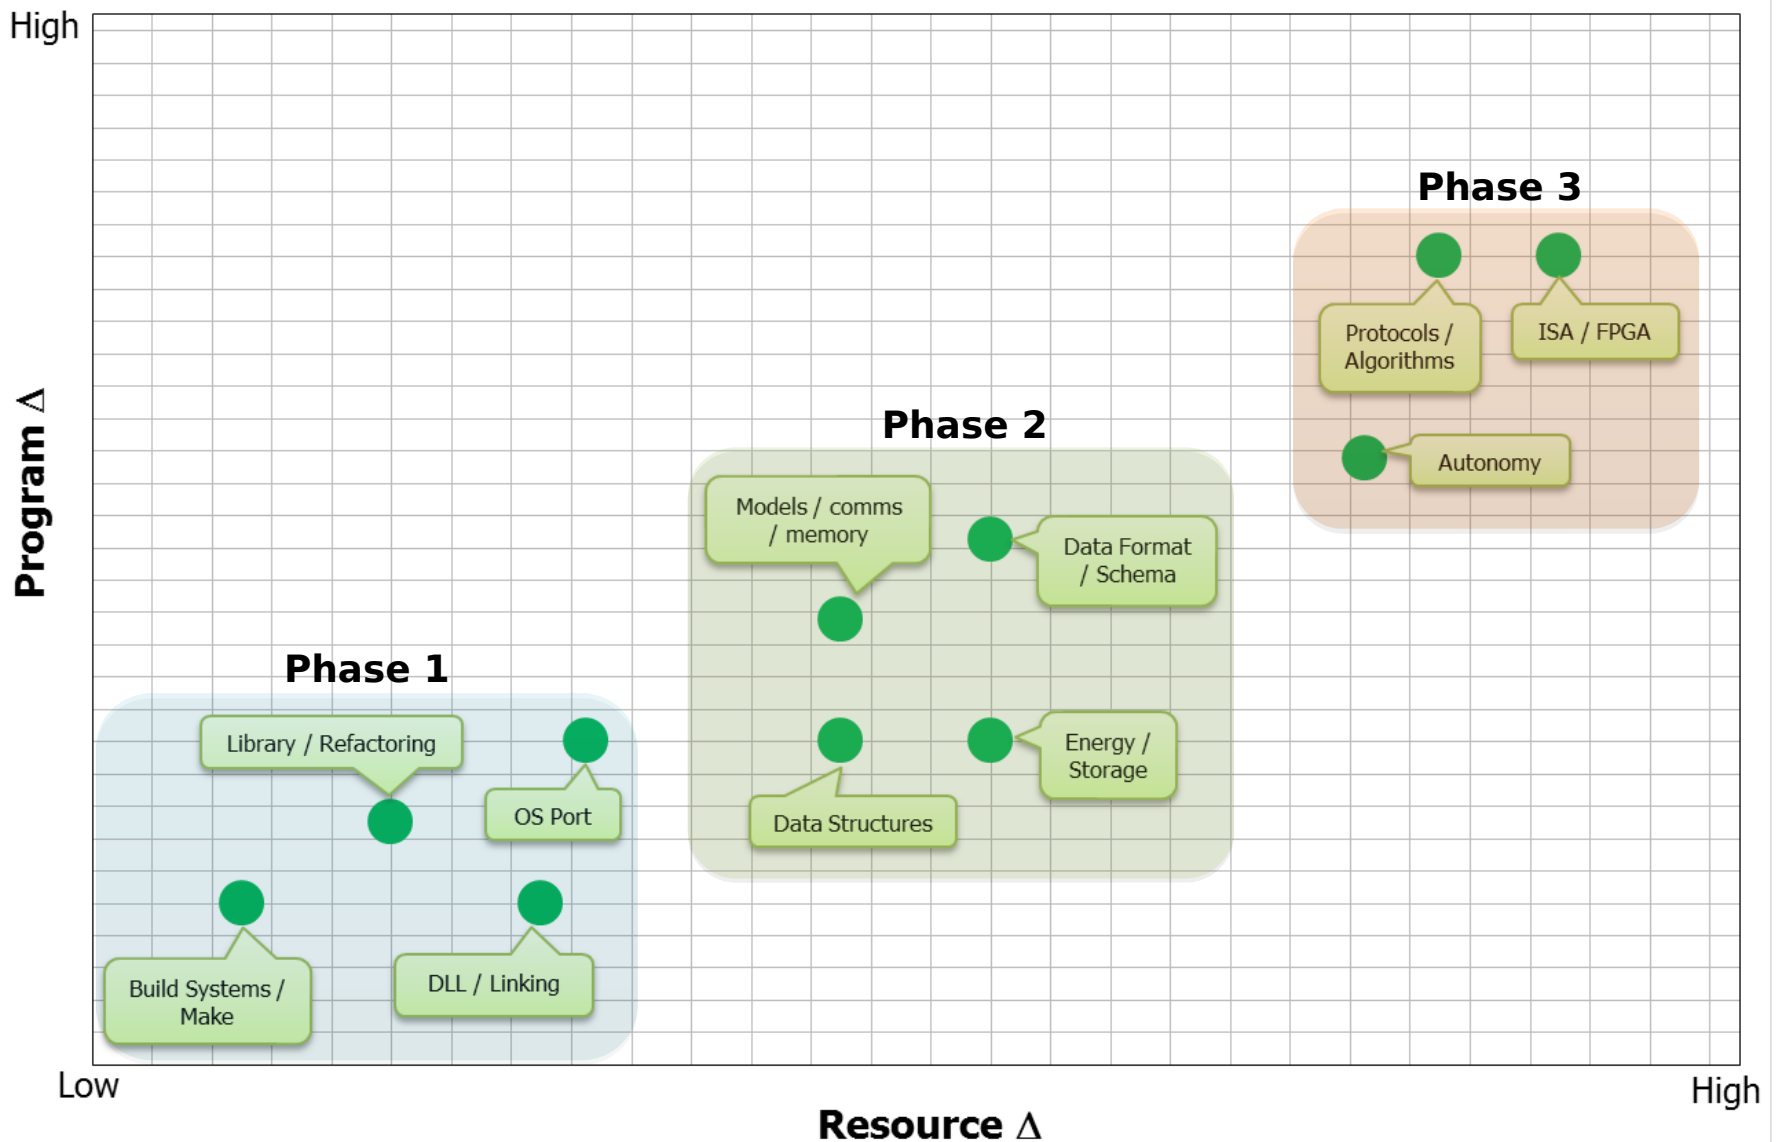 High
Phase 3
Protocols /
Algorithms
ISA / FPGA
Autonomy
Program Δ
Phase 2
Models / comms
/ memory
Data Format
/ Schema
Energy /
Storage
Data Structures
Phase 1
Library / Refactoring
OS Port
Build Systems /
Make
DLL / Linking
Low
High
Resource Δ